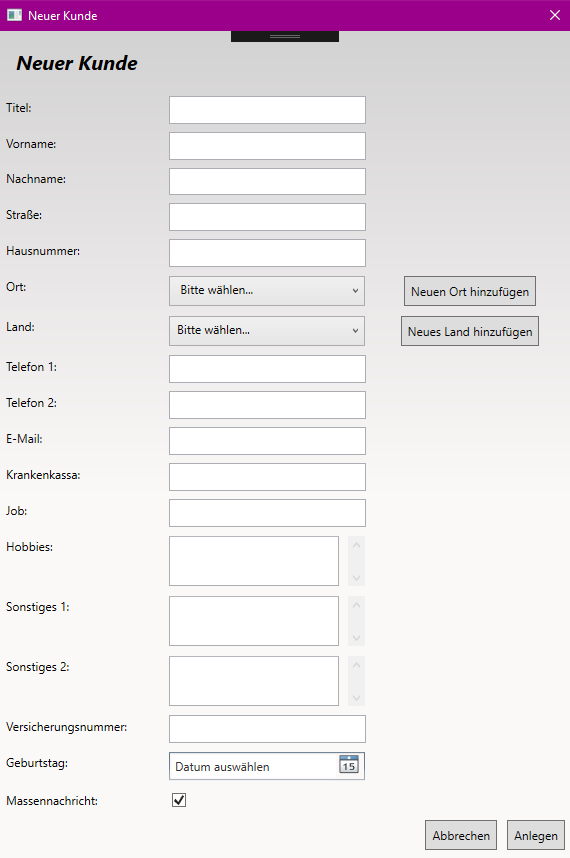 Neuer Kunde
Neuer Kunde
Titel:
Vorname:
Nachname:
Straße:
Hausnummer:
Ort: Bitte wählen... Neuen Ort hinzufügen
Land: Bitte wählen... Neues Land hinzufügen
Telefon 1:
Telefon 2:
E-Mail:
Krankenkassa:
Job:
Hobbies:
Sonstiges 1:
Sonstiges 2:
Versicherungsnummer:
Geburtstag: Datum auswählen 15
Massennachricht:
Abbrechen Anlegen